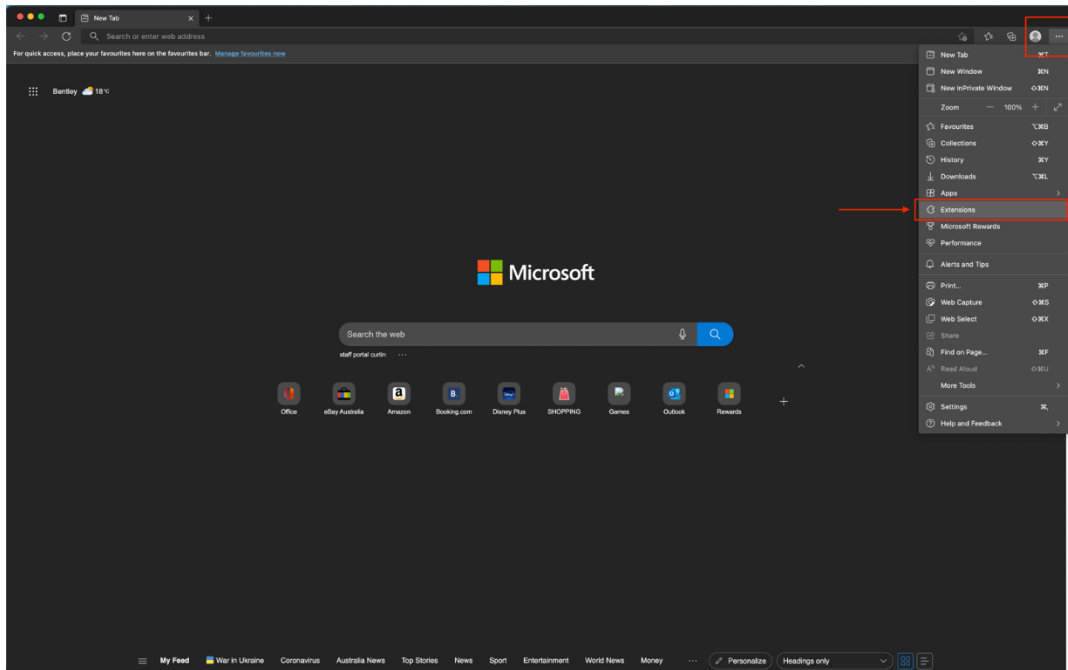 New Tab
Search or enter web address
For quick access, place your favourites here on the favourites bar. Manage favourites now
Bentley 18°C
New Tab ⌘T
New Window ⌘N
New InPrivate Window ⇧⌘N
Zoom — 100% +
Favourites ⌥⌘B
Collections ⇧⌘Y
History ⌘Y
Downloads ⌥⌘L
Apps
Extensions
Microsoft Rewards
Performance
Alerts and Tips
Print... ⌘P
Web Capture ⇧⌘S
Web Select ⇧⌘X
Share
Find on Page... ⌘F
Read Aloud ⇧⌘U
More Tools
Settings ⌘,
Help and Feedback
Microsoft
Search the web
staff portal curtin ···
Office eBay Australia Amazon Booking.com Disney Plus SHOPPING Games Outlook Rewards
My Feed War in Ukraine Coronavirus Australia News Top Stories News Sport Entertainment World News Money ··· Personalize Headings only